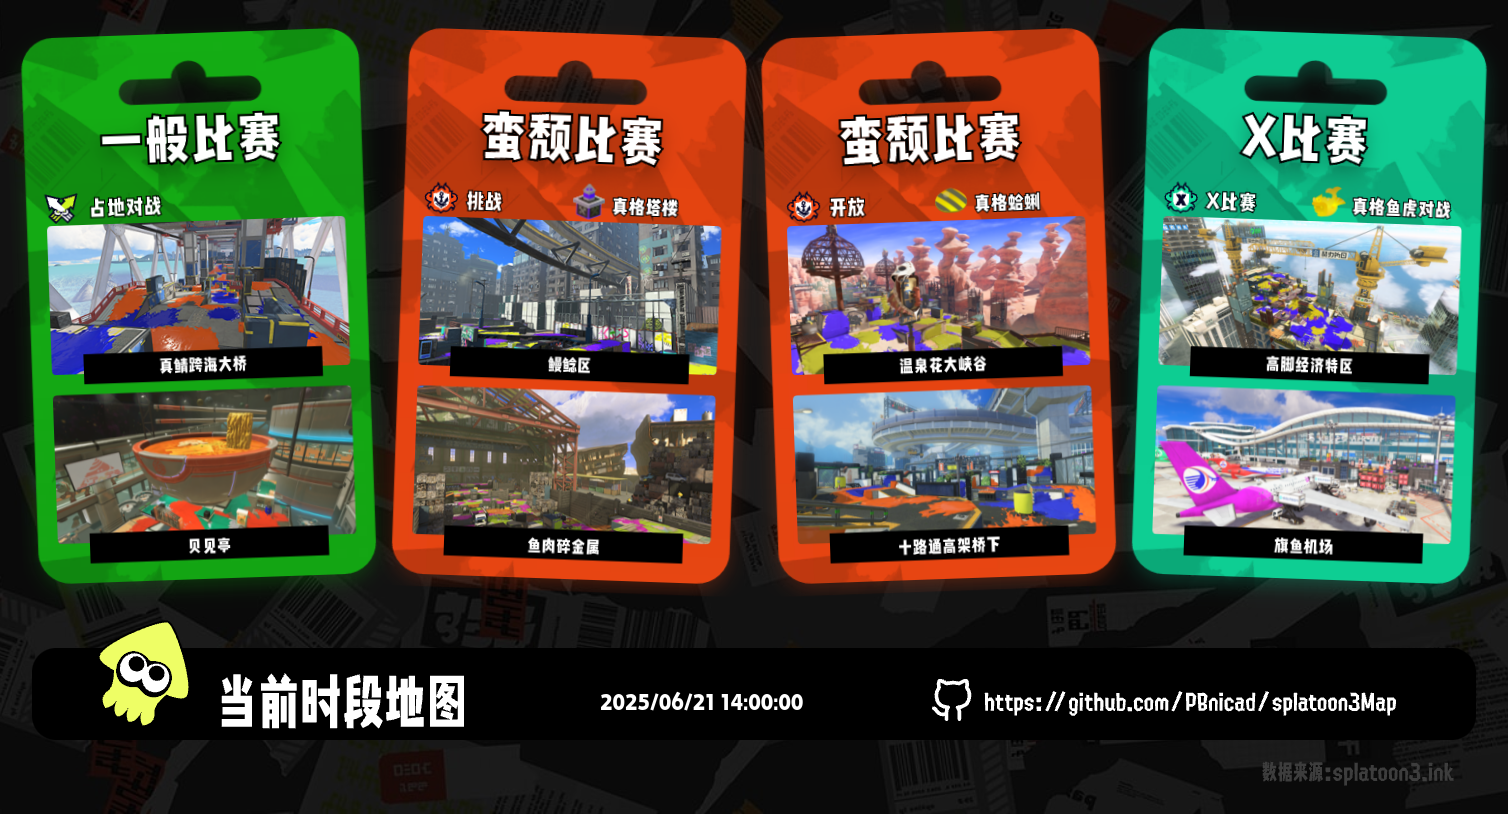 一般比赛
占地对战
真鲭跨海大桥
贝见亭
蛮颓比赛
挑战
真格塔楼
鳗鲶区
鱼肉碎金属
蛮颓比赛
开放
真格蛤蜊
温泉花大峡谷
十路通高架桥下
X比赛
X比赛
真格鱼虎对战
高脚经济特区
旗鱼机场
当前时段地图
2025/06/21 14:00:00
https://github.com/PBnicad/splatoon3Map
数据来源:splatoon3.ink